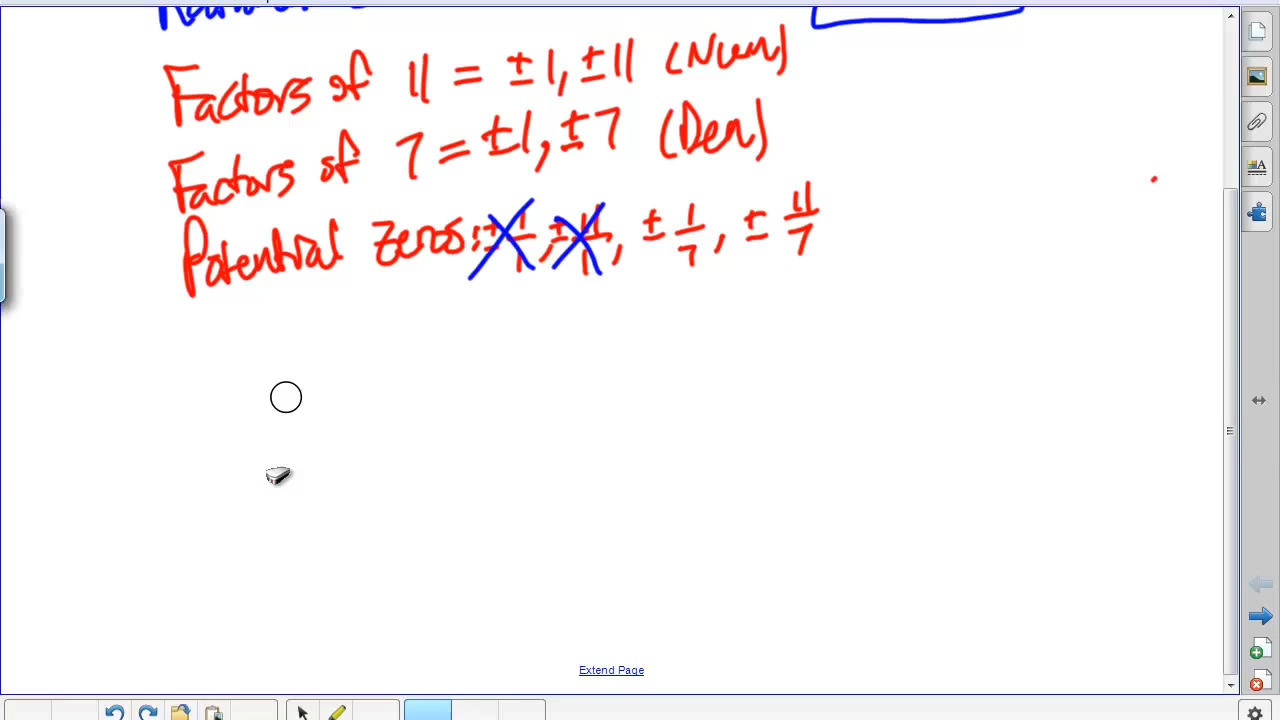 Factors of 11 = ±1, ±11 (Num)
Factors of 7 = ±1, ±7 (Den)
Potential zeros: ± 1/1, ± 11/1, ± 1/7, ± 11/7
Extend Page